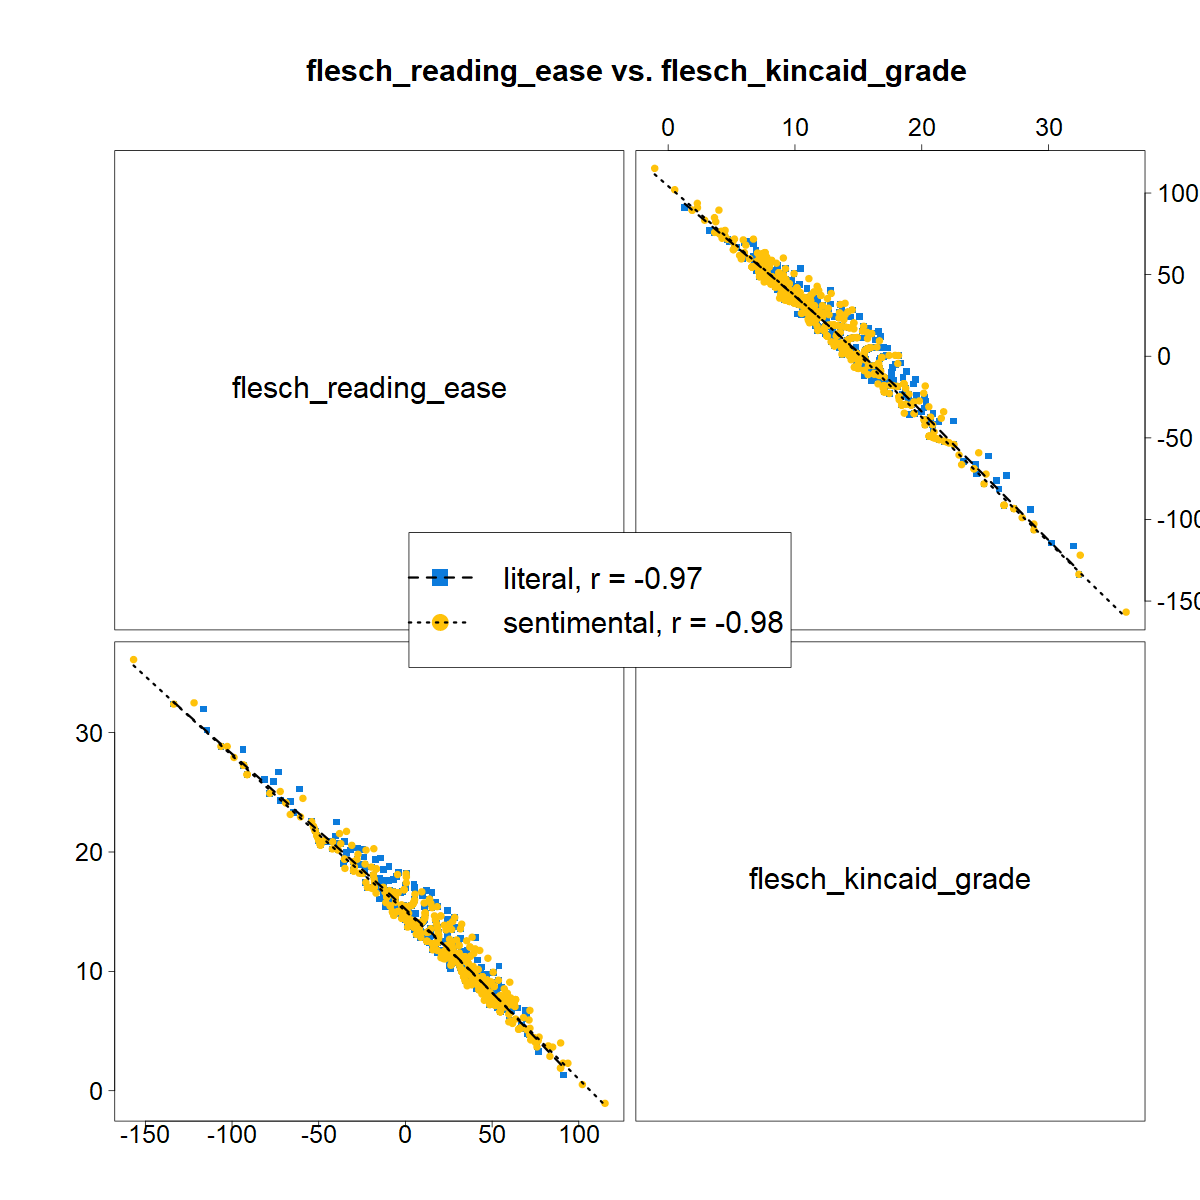 flesch_reading_ease vs. flesch_kincaid_grade
0 10 20 30
100
50
0
-50
-100
-150
flesch_reading_ease
literal, r = -0.97
sentimental, r = -0.98
30
20
10
0
flesch_kincaid_grade
-150 -100 -50 0 50 100